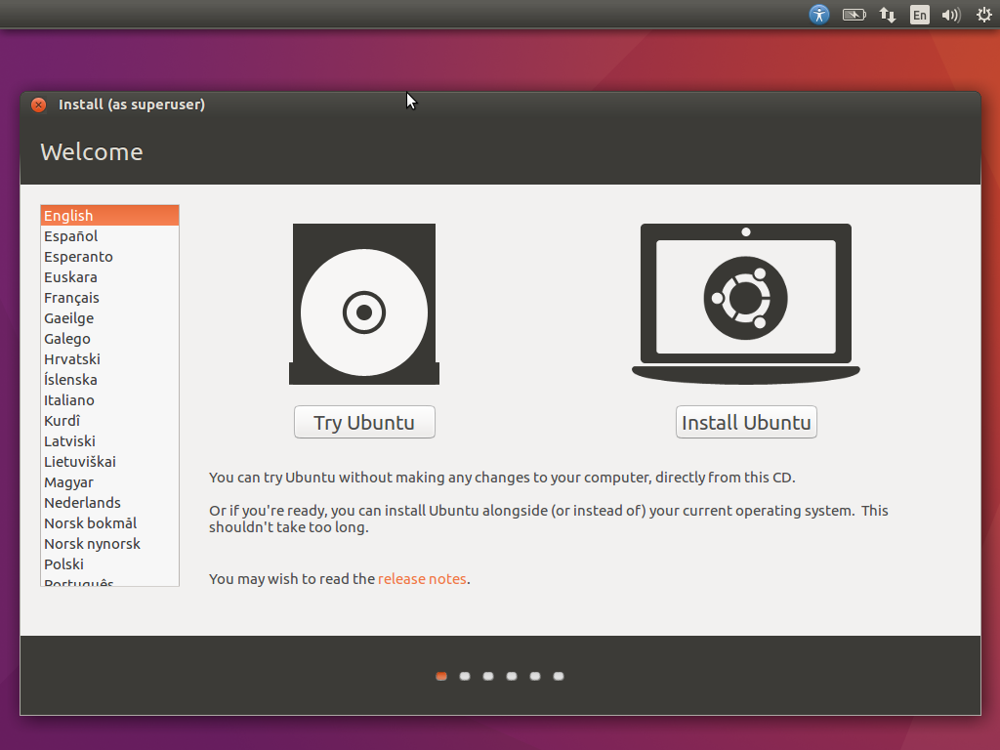 En
Install (as superuser)
Welcome
English
Español
Esperanto
Euskara
Français
Gaeilge
Galego
Hrvatski
Íslenska
Italiano
Kurdî
Latviski
Lietuviškai
Magyar
Nederlands
Norsk bokmål
Norsk nynorsk
Polski
Português
Try Ubuntu
Install Ubuntu
You can try Ubuntu without making any changes to your computer, directly from this CD.
Or if you're ready, you can install Ubuntu alongside (or instead of) your current operating system. This
shouldn't take too long.
You may wish to read the release notes.